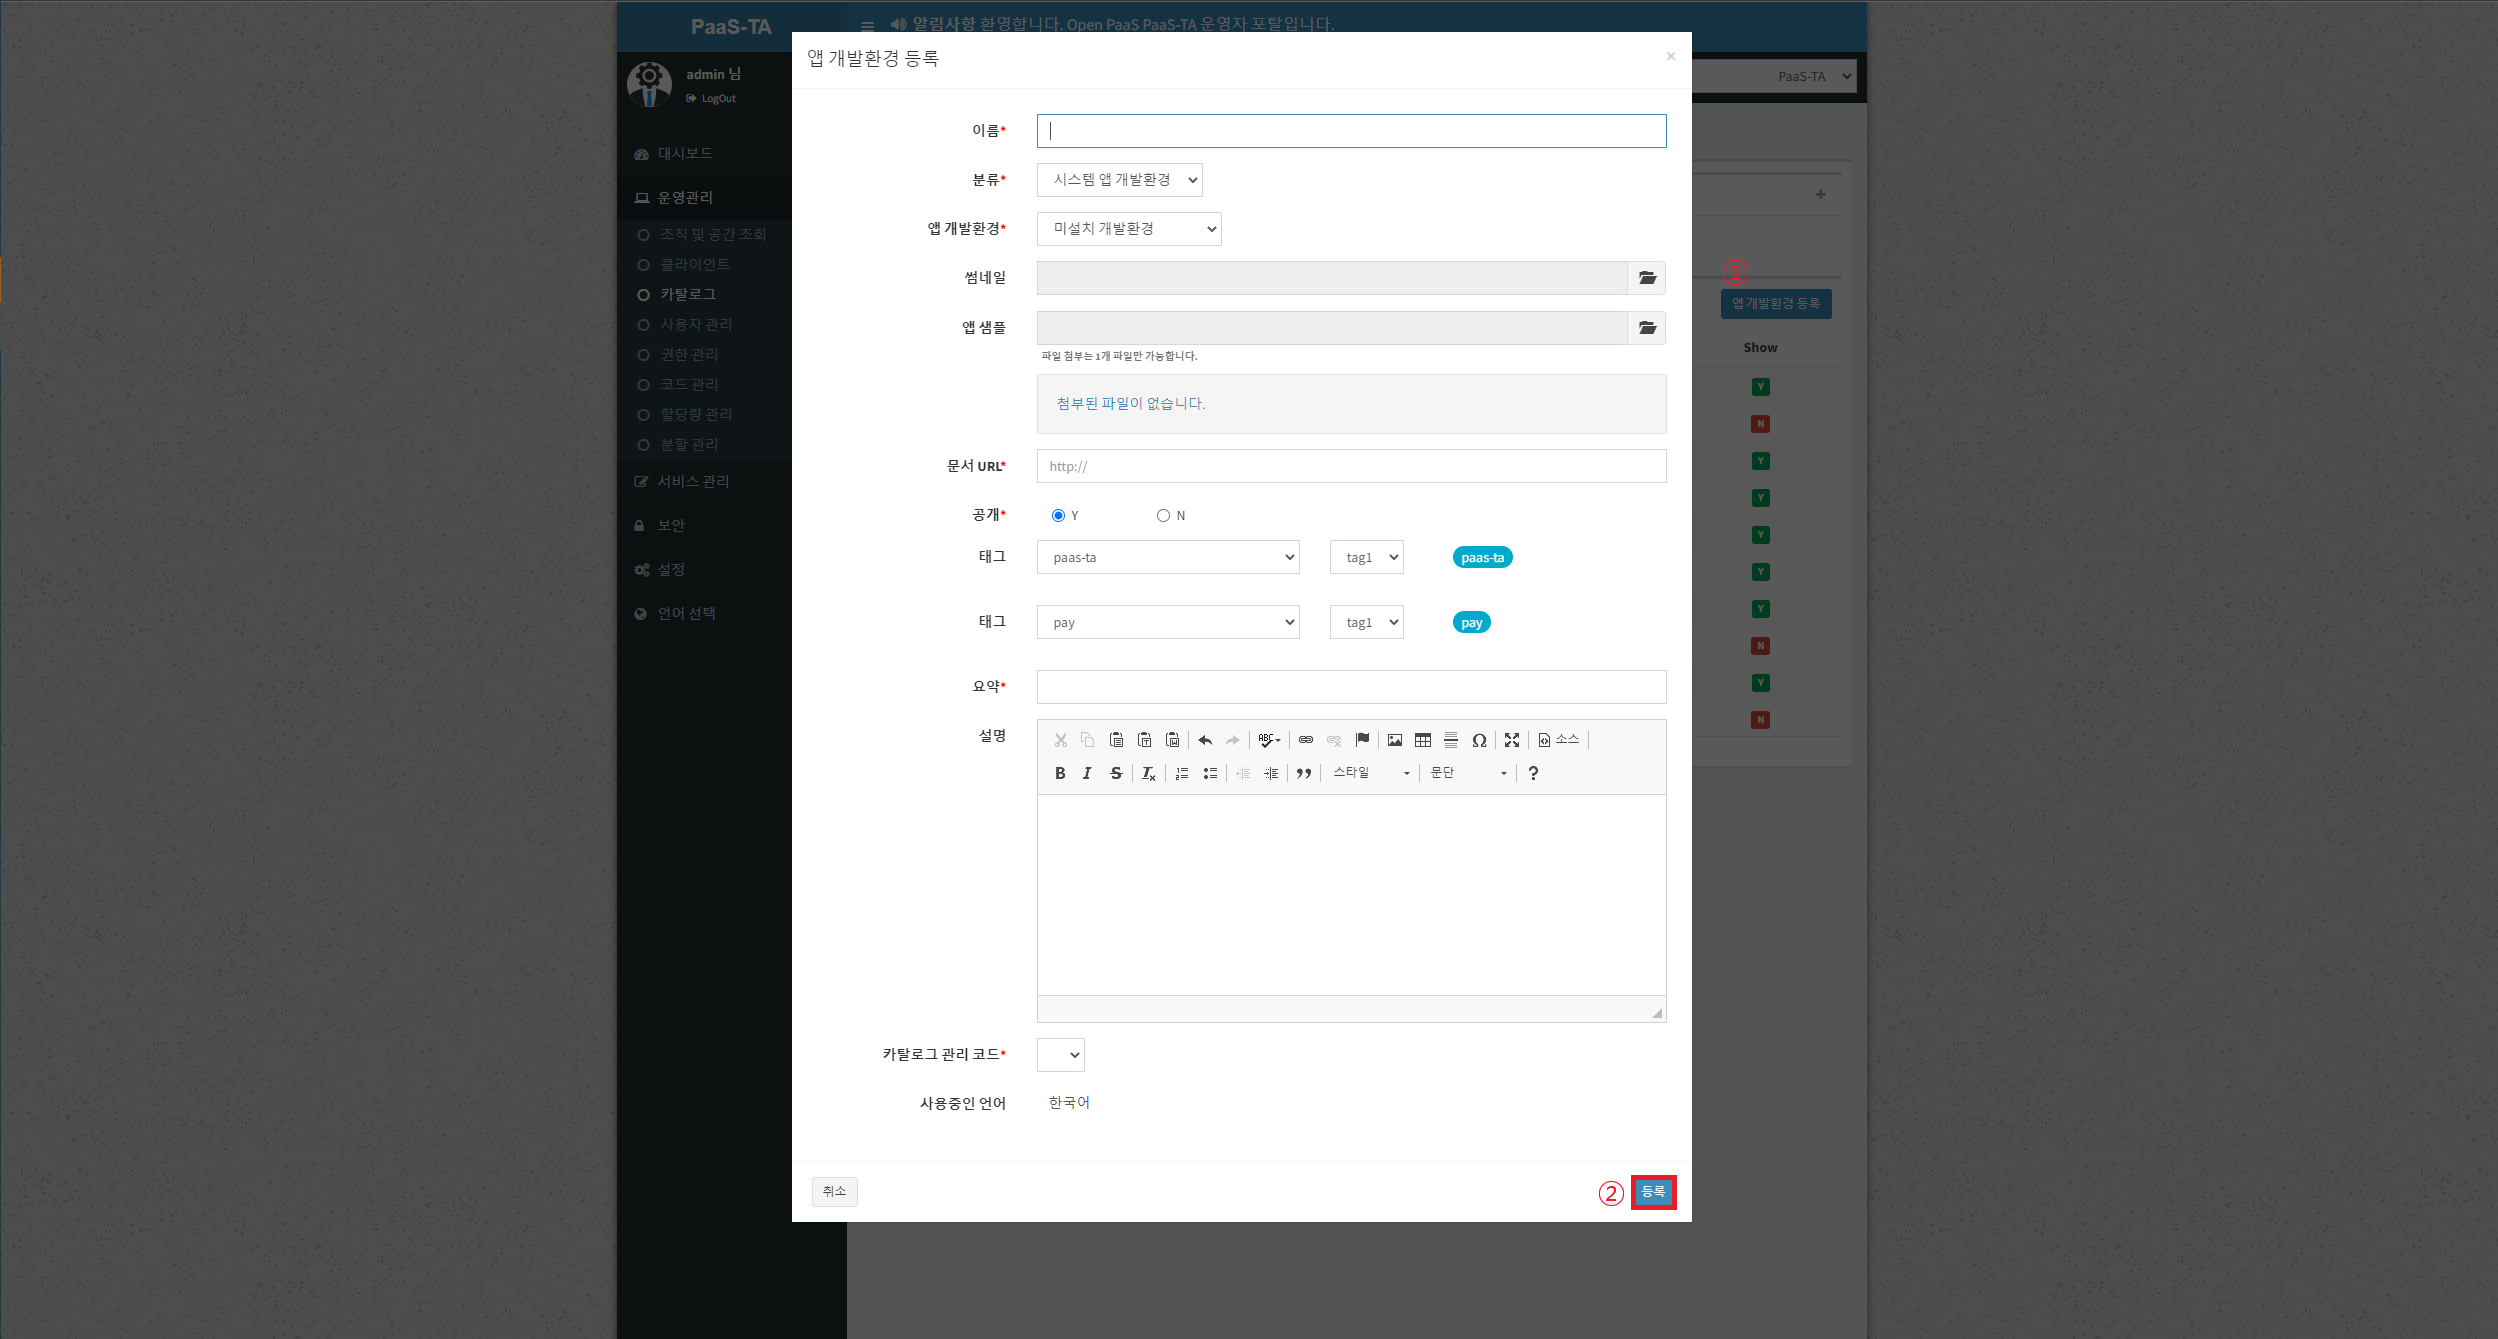 PaaS-TA
알림사항 환영합니다. Open PaaS PaaS-TA 운영자 포탈입니다.
admin 님
LogOut
PaaS-TA
대시보드
운영관리
조직 및 공간 조회
클라이언트
카탈로그
사용자 관리
권한 관리
코드 관리
할당량 관리
분할 관리
서비스 관리
보안
설정
언어 선택
앱 개발환경 등록
×
이름*
분류* 시스템 앱 개발환경
앱 개발환경* 미설치 개발환경
썸네일
앱 샘플
파일 첨부는 1개 파일만 가능합니다.
첨부된 파일이 없습니다.
문서 URL* http://
공개* Y N
태그 paas-ta tag1 paas-ta
태그 pay tag1 pay
요약*
설명
ABC
소스
B I S Tx
스타일 문단 ?
카탈로그 관리 코드*
사용중인 언어 한국어
취소 ② 등록
①
앱 개발환경 등록
Show
Y
N
Y
Y
Y
Y
Y
N
Y
N